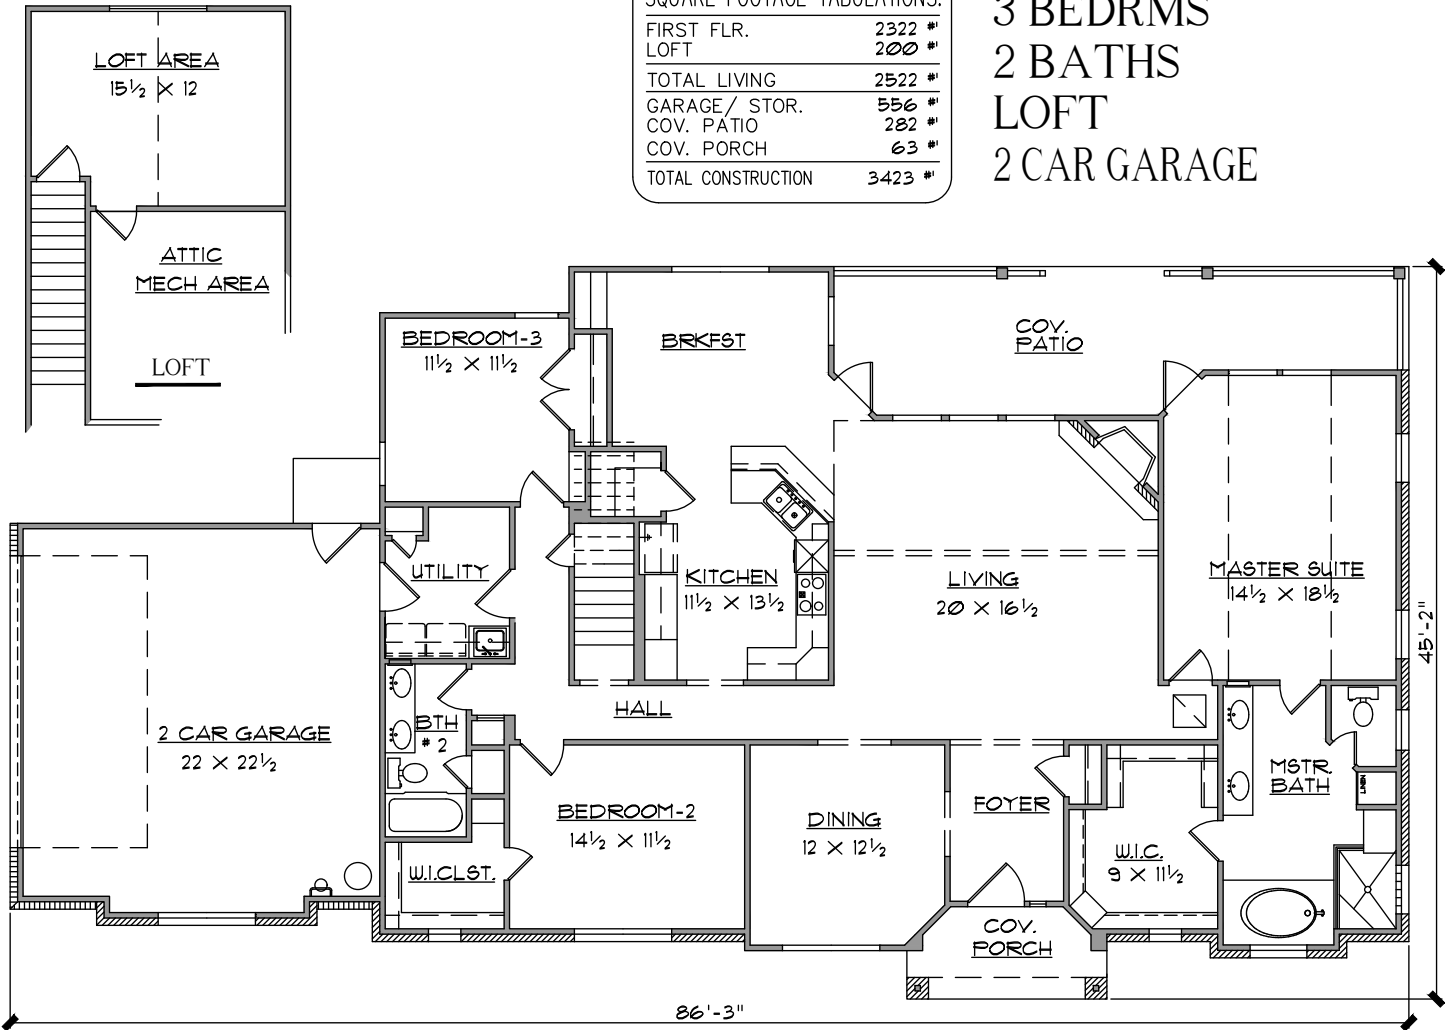 SQUARE FOOTAGE TABULATIONS:
FIRST FLR. 2322 #'
LOFT 200 #'
TOTAL LIVING 2522 #'
GARAGE/ STOR. 556 #'
COV. PATIO 282 #'
COV. PORCH 63 #'
TOTAL CONSTRUCTION 3423 #'
3 BEDRMS
2 BATHS
LOFT
2 CAR GARAGE
LOFT AREA
15½ X 12
ATTIC
MECH AREA
LOFT
BEDROOM-3
11½ X 11½
BRKFST
COV.
PATIO
UTILITY
KITCHEN
11½ X 13½
LIVING
20 X 16½
MASTER SUITE
14½ X 18½
45'-2"
HALL
2 CAR GARAGE
22 X 22½
BTH
# 2
BEDROOM-2
14½ X 11½
W.I.CLST.
DINING
12 X 12½
FOYER
W.I.C.
9 X 11½
MSTR.
BATH
LINEN
COV.
PORCH
86'-3"